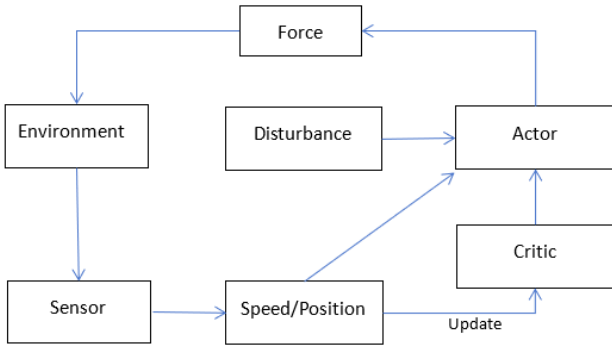 Force
Environment
Disturbance
Actor
Critic
Sensor
Speed/Position
Update